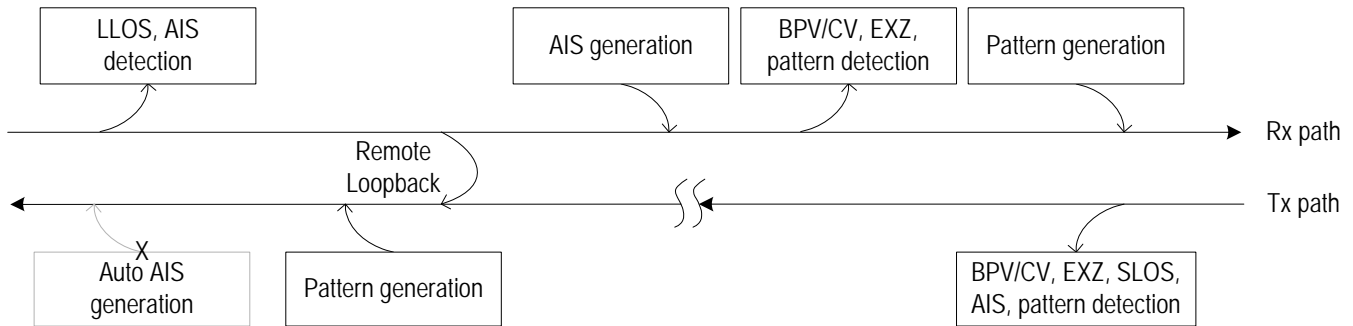 LLOS, AIS
detection
AIS generation
BPV/CV, EXZ,
pattern detection
Pattern generation
Rx path
Remote
Loopback
Tx path
X
Auto AIS
generation
Pattern generation
BPV/CV, EXZ, SLOS,
AIS, pattern detection